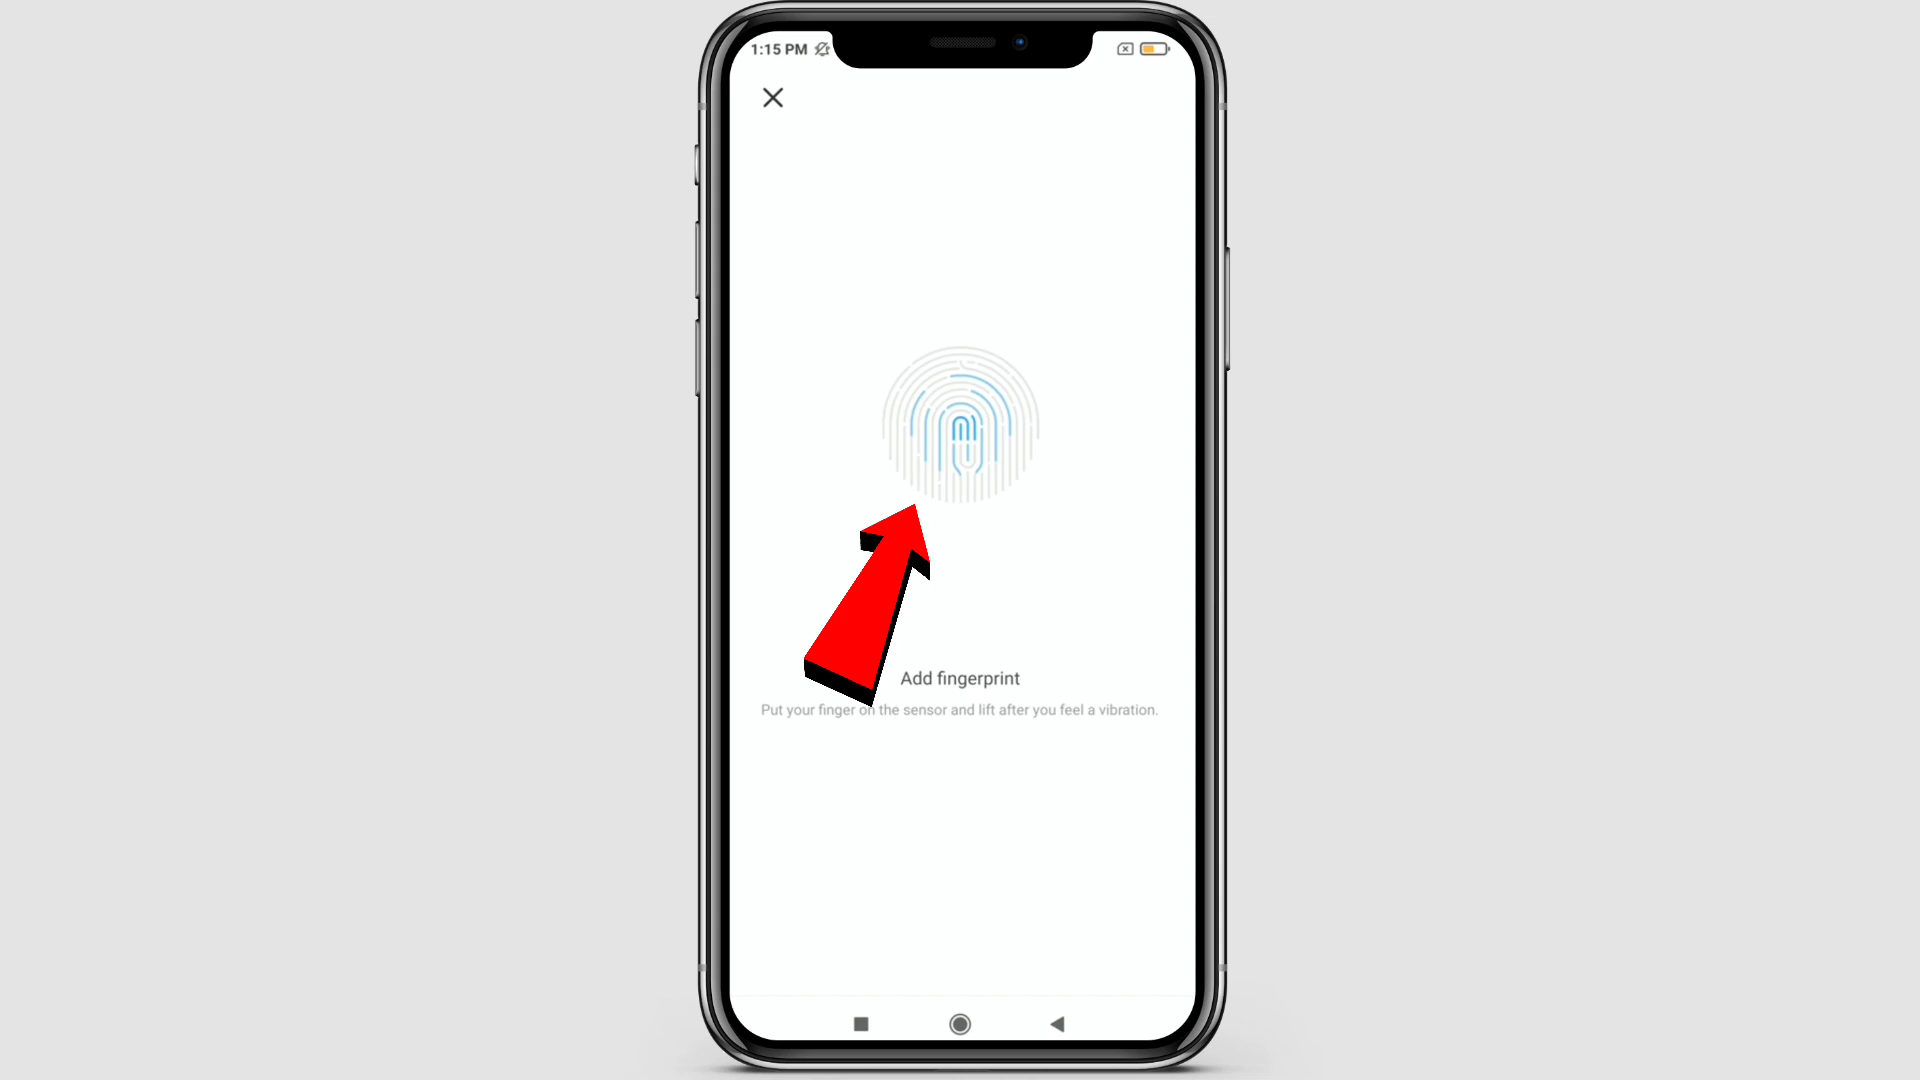 1:15 PM
Add fingerprint
Put your finger on the sensor and lift after you feel a vibration.